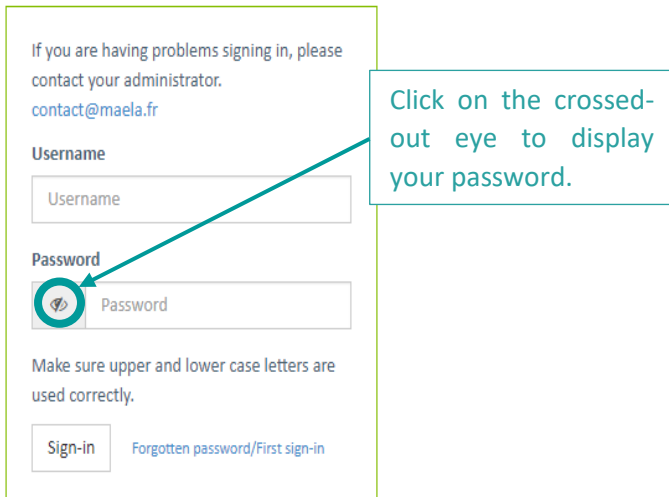 If you are having problems signing in, please
contact your administrator.
contact@maela.fr
Username
Username
Password
Password
Make sure upper and lower case letters are
used correctly.
Sign-in
Forgotten password/First sign-in
Click on the crossed-
out eye to display
your password.